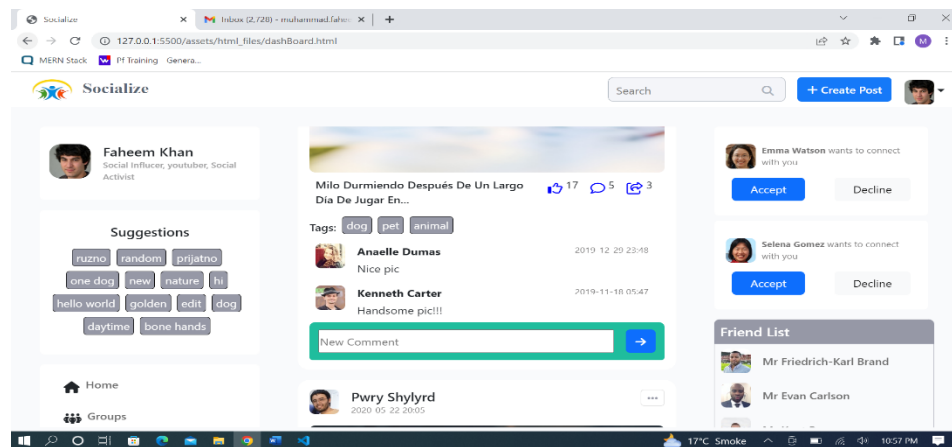 Socialize
Inbox (2,728) - muhammad.fahee
127.0.0.1:5500/assets/html_files/dashBoard.html
MERN Stack
Pf Training Genera...
Socialize
Search
+ Create Post
Faheem Khan
Social Influcer, youtuber, Social
Activist
Suggestions
ruzno random prijatno
one dog new nature hi
hello world golden edit dog
daytime bone hands
Home
Groups
Milo Durmiendo Después De Un Largo
Día De Jugar En...
17 5 3
Tags: dog pet animal
Anaelle Dumas
2019-12-29 23:48
Nice pic
Kenneth Carter
2019-11-18 05:47
Handsome pic!!!
New Comment
Pwry Shylyrd
2020 05 22 20:05
Emma Watson wants to connect
with you
Accept Decline
Selena Gomez wants to connect
with you
Accept Decline
Friend List
Mr Friedrich-Karl Brand
Mr Evan Carlson
17°C Smoke
10:57 PM